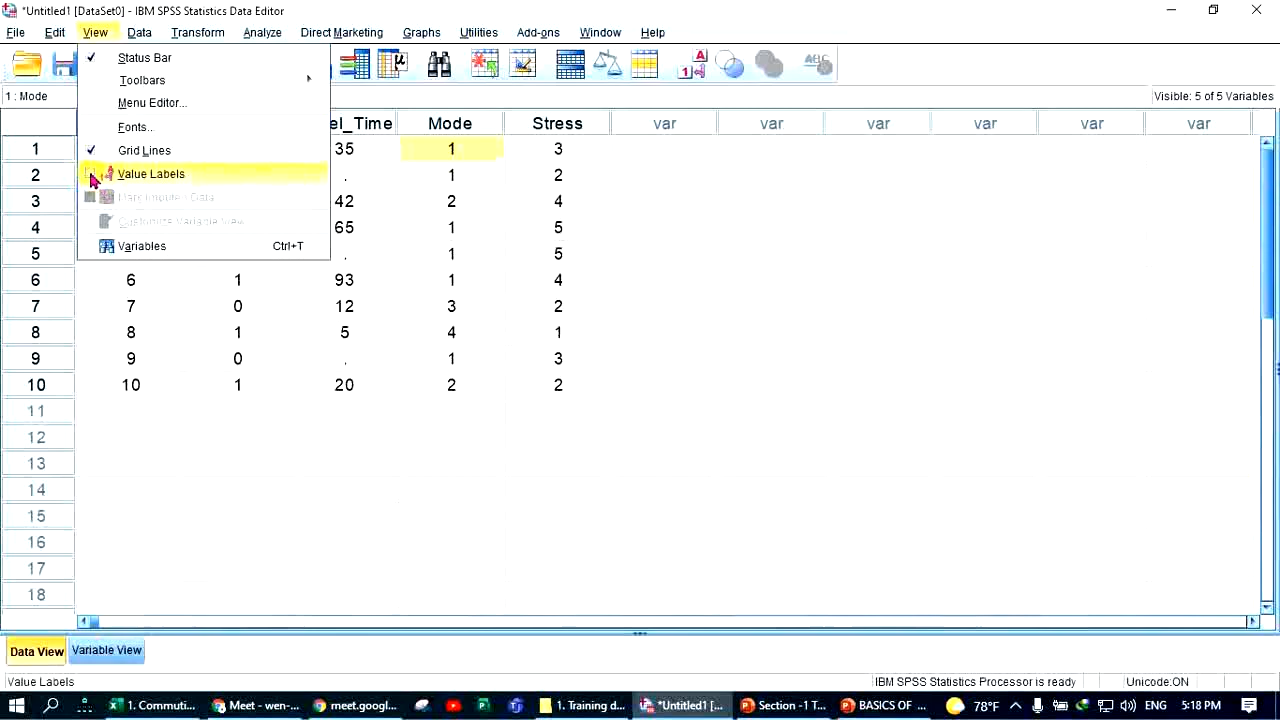 *Untitled1 [DataSet0] - IBM SPSS Statistics Data Editor
File Edit View Data Transform Analyze Direct Marketing Graphs Utilities Add-ons Window Help
Status Bar
Toolbars
Menu Editor...
Fonts...
Grid Lines
Value Labels
Mark Imputed Data
Customize Variable View
Variables Ctrl+T
1 : Mode Visible: 5 of 5 Variables
el_Time Mode Stress var var var var var var
1 35 1 3
2 . 1 2
3 42 2 4
4 65 1 5
5 . 1 5
6 6 1 93 1 4
7 7 0 12 3 2
8 8 1 5 4 1
9 9 0 . 1 3
10 10 1 20 2 2
11
12
13
14
15
16
17
18
Data View Variable View
Value Labels IBM SPSS Statistics Processor is ready Unicode:ON
1. Commuti... Meet - wen-... meet.googl... 1. Training d... *Untitled1 [... Section -1 T... BASICS OF ... 78°F ENG 5:18 PM